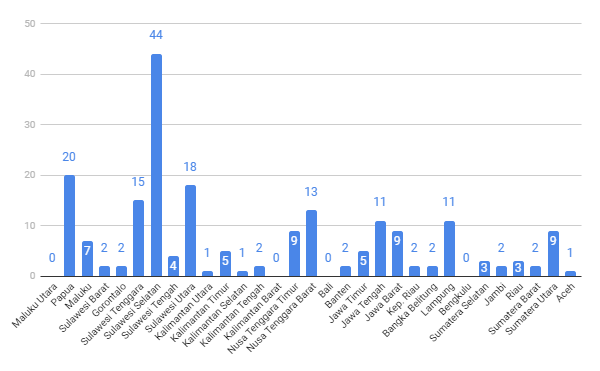 50
40
30
20
10
0
0
20
7
2
2
15
44
4
18
1
5
1
2
0
9
13
0
2
5
11
9
2
2
11
0
3
2
3
2
9
1
Maluku Utara
Papua
Maluku
Sulawesi Barat
Gorontalo
Sulawesi Tenggara
Sulawesi Selatan
Sulawesi Tengah
Sulawesi Utara
Kalimantan Utara
Kalimantan Timur
Kalimantan Selatan
Kalimantan Tengah
Kalimantan Barat
Nusa Tenggara Timur
Nusa Tenggara Barat
Bali
Banten
Jawa Timur
Jawa Tengah
Jawa Barat
Kep. Riau
Bangka Belitung
Lampung
Bengkulu
Sumatera Selatan
Jambi
Riau
Sumatera Barat
Sumatera Utara
Aceh